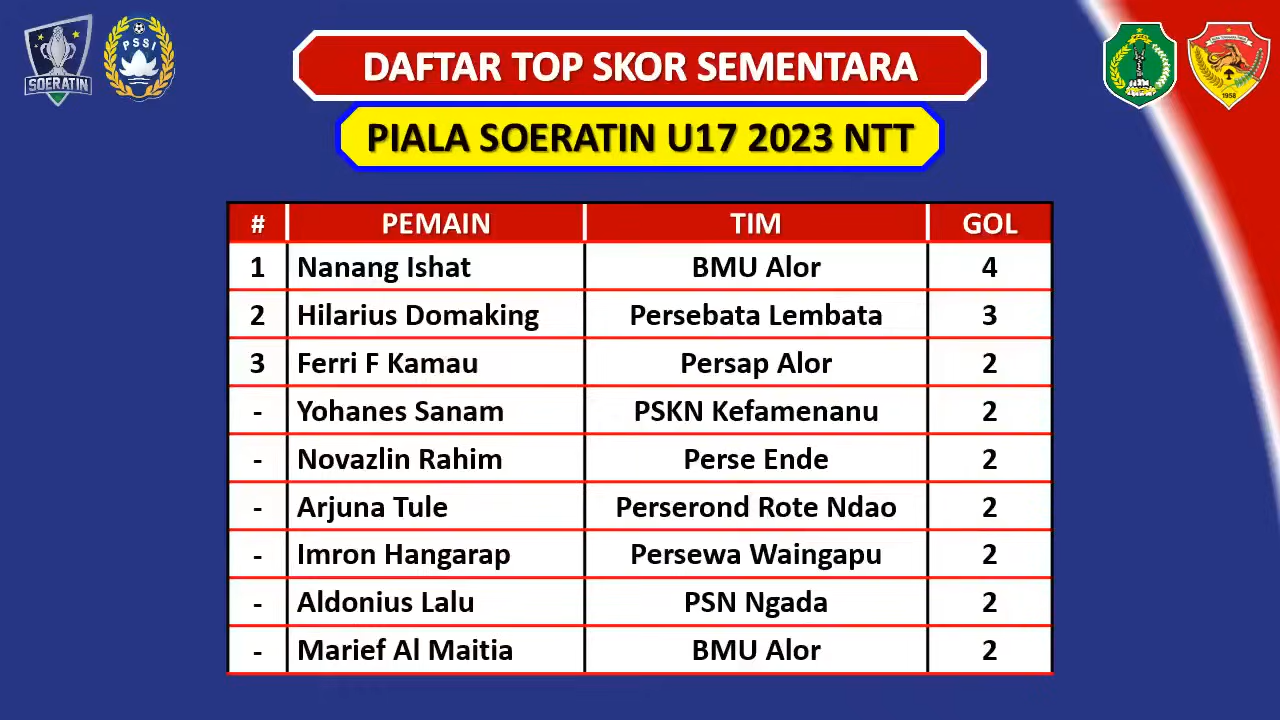 SOERATIN
PSSI
DAFTAR TOP SKOR SEMENTARA
PIALA SOERATIN U17 2023 NTT
# PEMAIN TIM GOL
1 Nanang Ishat BMU Alor 4
2 Hilarius Domaking Persebata Lembata 3
3 Ferri F Kamau Persap Alor 2
- Yohanes Sanam PSKN Kefamenanu 2
- Novazlin Rahim Perse Ende 2
- Arjuna Tule Perserond Rote Ndao 2
- Imron Hangarap Persewa Waingapu 2
- Aldonius Lalu PSN Ngada 2
- Marief Al Maitia BMU Alor 2
1958